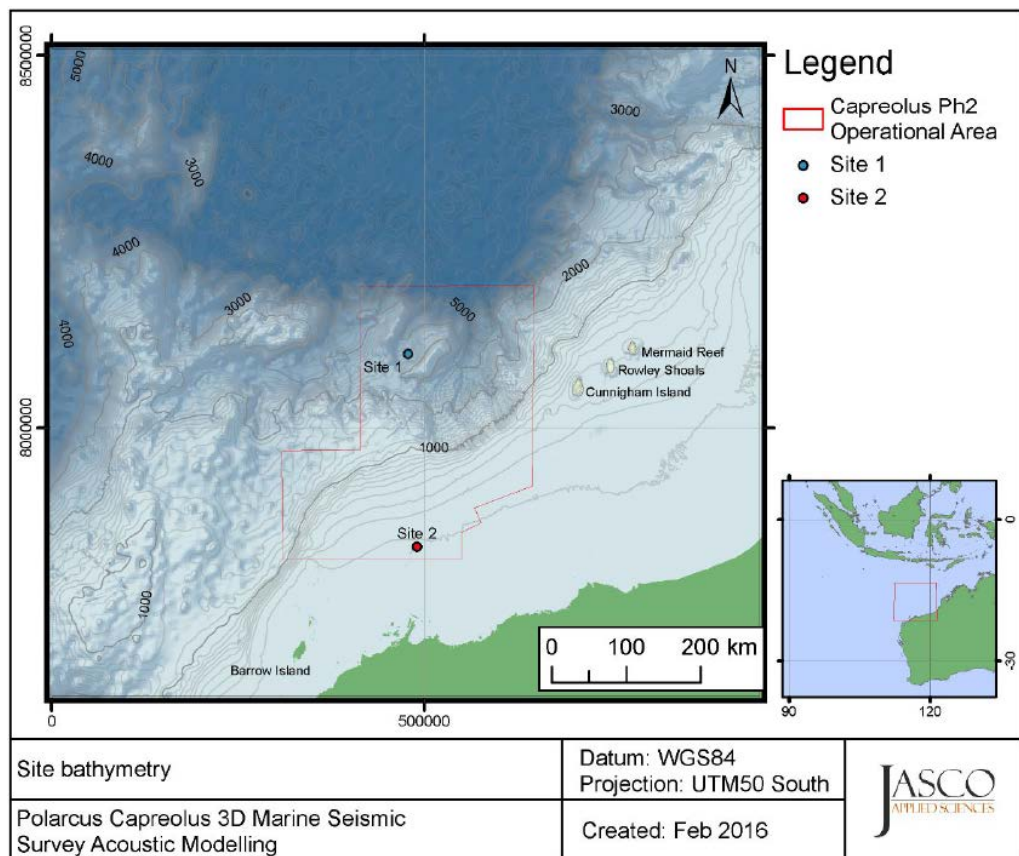 8500000
8000000
5000
4000
3000
3000
4000
3000
4000
2000
5000
1000
1000
N
Site 1
Site 2
Mermaid Reef
Rowley Shoals
Cunnigham Island
Barrow Island
0 100 200 km
0 500000
Legend
Capreolus Ph2
Operational Area
Site 1
Site 2
0
-30
90 120
Site bathymetry
Polarcus Capreolus 3D Marine Seismic
Survey Acoustic Modelling
Datum: WGS84
Projection: UTM50 South
Created: Feb 2016
JASCO
APPLIED SCIENCES